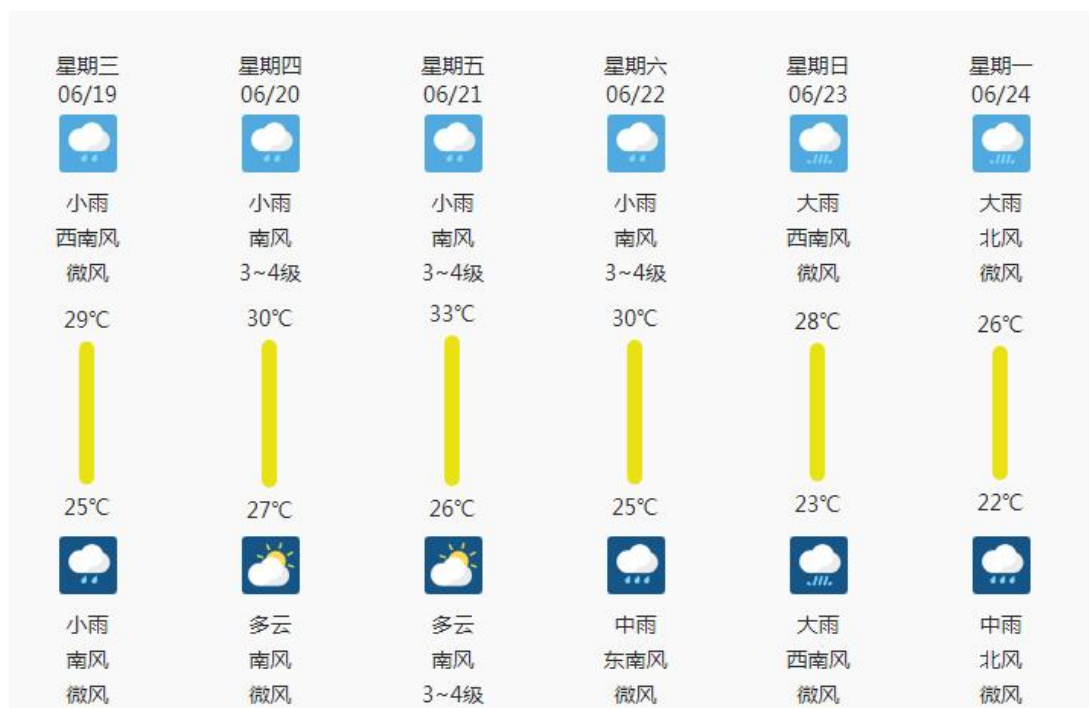 星期三 星期四 星期五 星期六 星期日 星期一
06/19 06/20 06/21 06/22 06/23 06/24
小雨 小雨 小雨 小雨 大雨 大雨
西南风 南风 南风 南风 西南风 北风
微风 3~4级 3~4级 3~4级 微风 微风
29℃ 30℃ 33℃ 30℃ 28℃ 26℃
25℃ 27℃ 26℃ 25℃ 23℃ 22℃
小雨 多云 多云 中雨 大雨 中雨
南风 南风 南风 东南风 西南风 北风
微风 微风 3~4级 微风 微风 微风